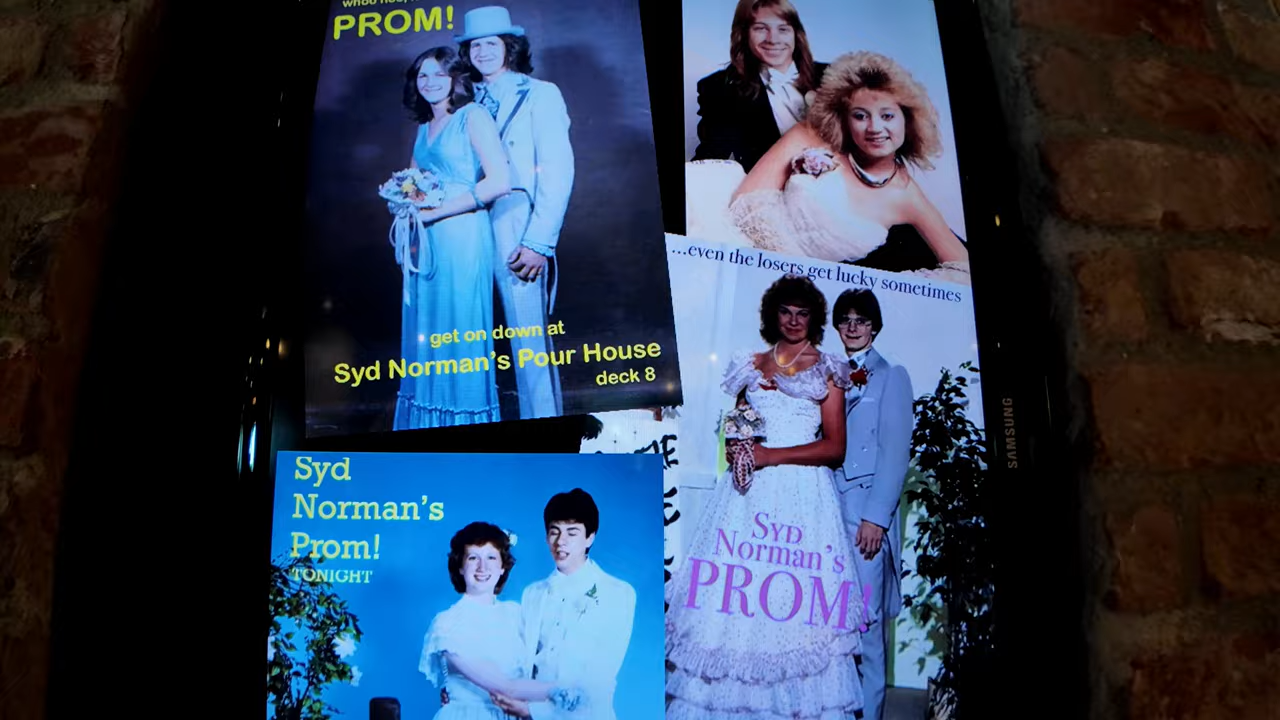 PROM!
get on down at
Syd Norman's Pour House
deck 8
...even the losers get lucky sometimes
Syd
Norman's
PROM!
Syd
Norman's
Prom!
TONIGHT
SAMSUNG